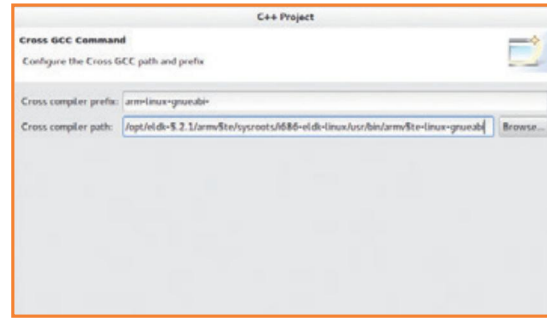 C++ Project
Cross GCC Command
Configure the Cross GCC path and prefix
Cross compiler prefix: arm-linux-gnueabi-
Cross compiler path: /opt/eldk-5.2.1/armv5te/sysroots/i686-eldk-linux/usr/bin/armv5te-linux-gnueabi Browse...